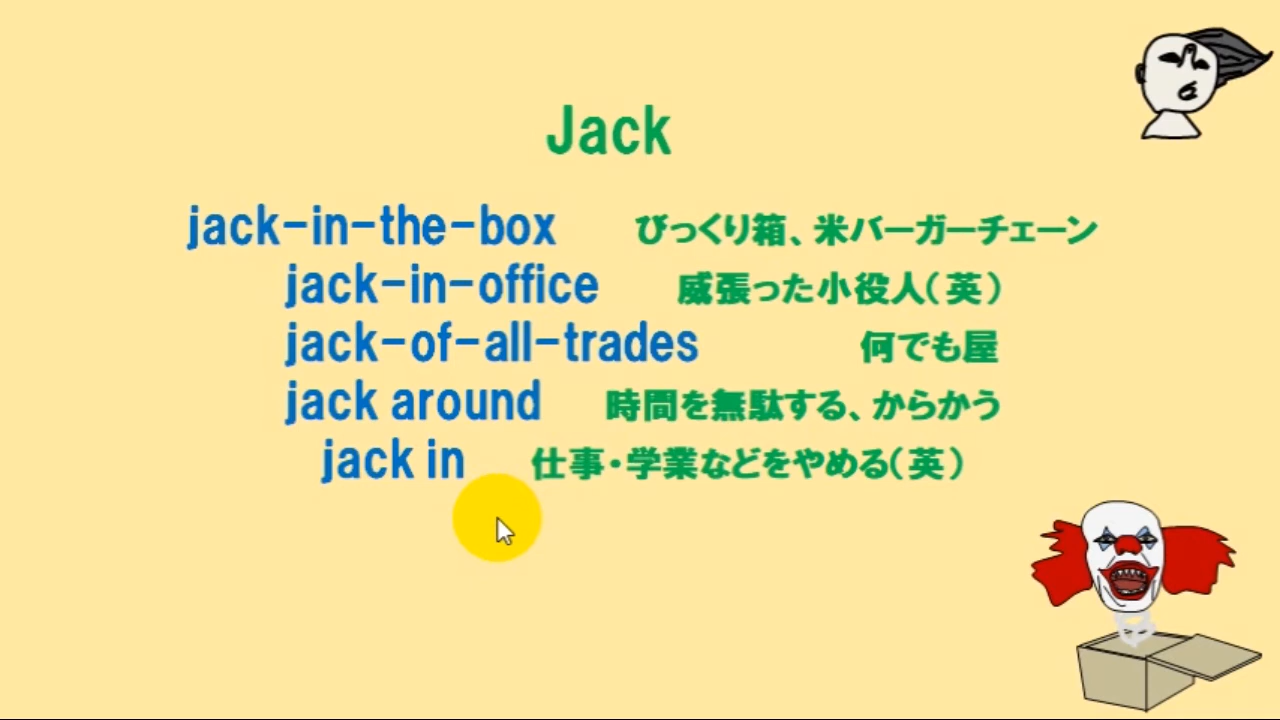 Jack
jack-in-the-box びっくり箱、米バーガーチェーン
jack-in-office 威張った小役人(英)
jack-of-all-trades 何でも屋
jack around 時間を無駄する、からかう
jack in 仕事・学業などをやめる(英)